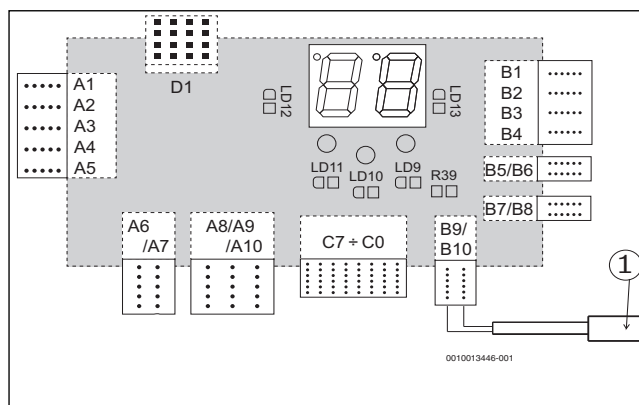 D1
A1
A2
A3
A4
A5
LD12
LD13
B1
B2
B3
B4
LD11
LD10
LD9
R39
B5/B6
B7/B8
A6
/A7
A8/A9
/A10
C7 ÷ C0
B9/
B10
1
0010013446-001